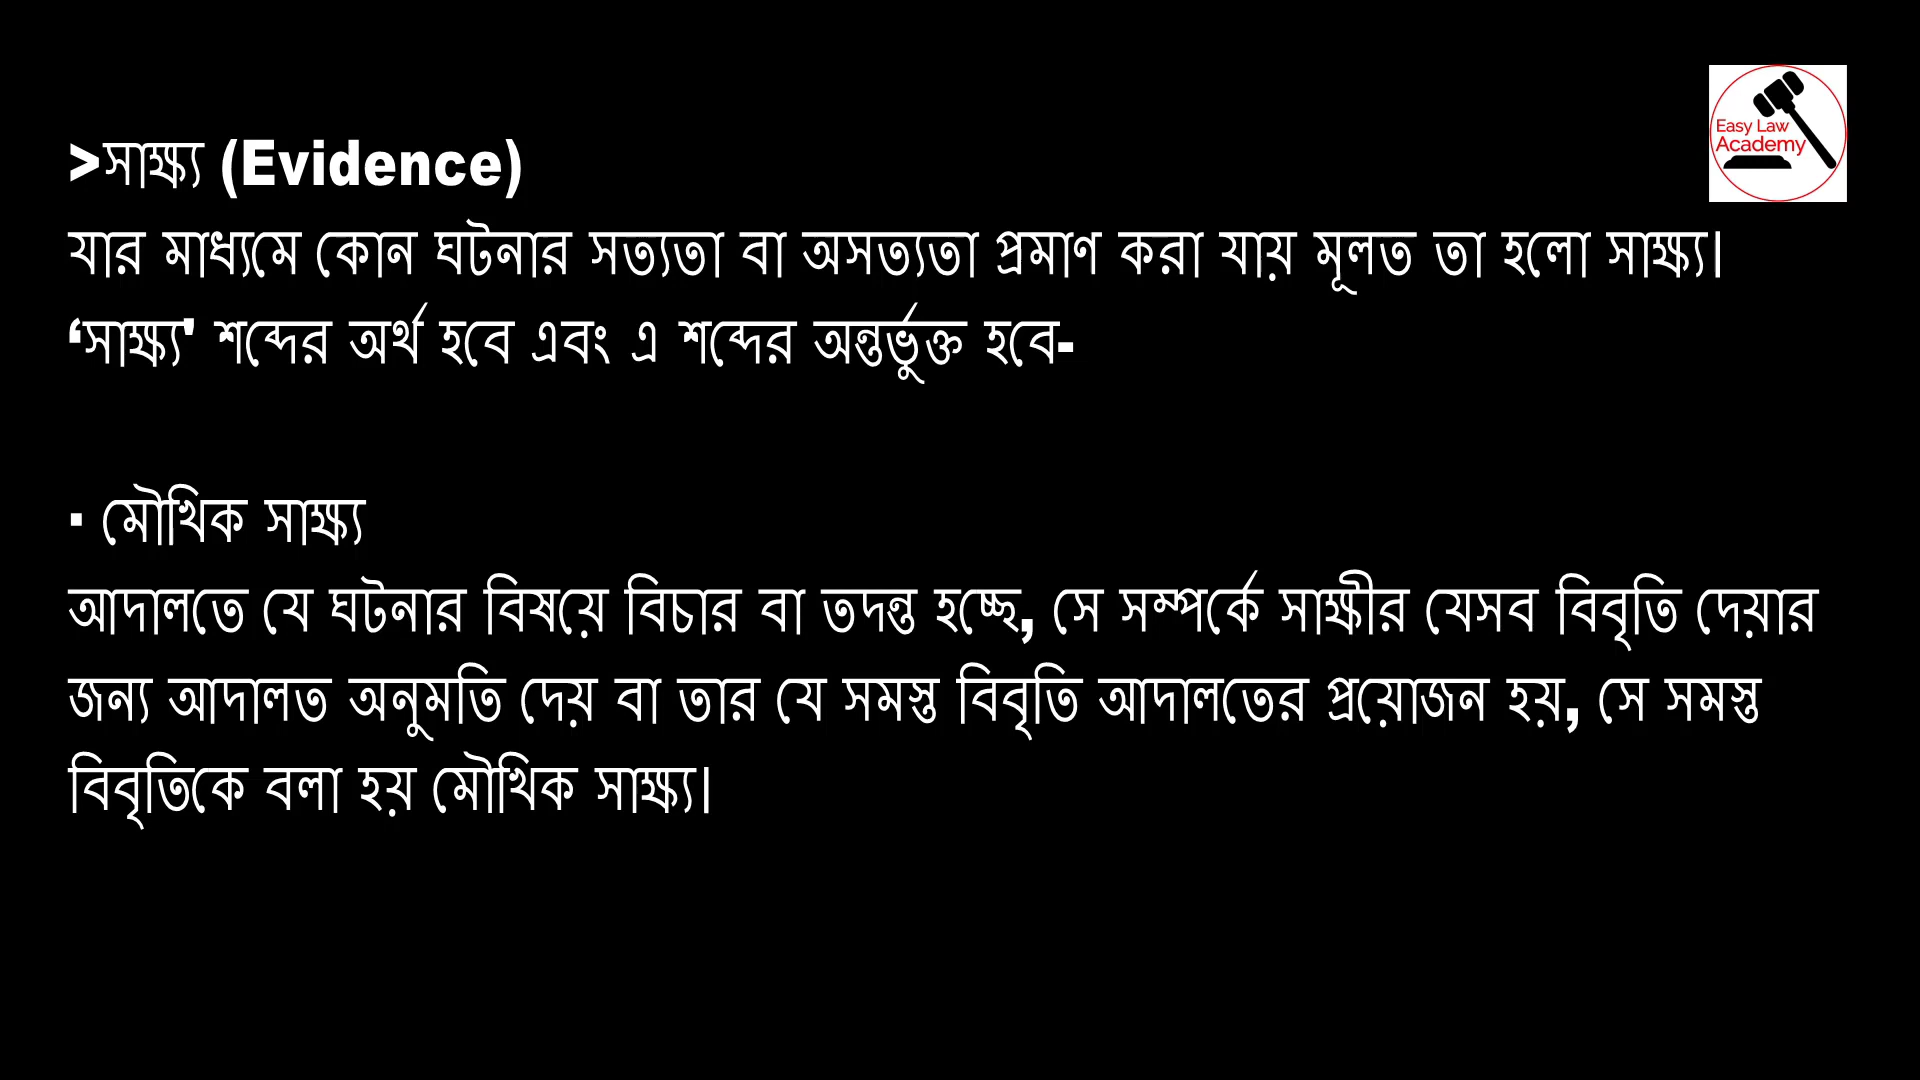 >সাক্ষ্য (Evidence)
যার মাধ্যমে কোন ঘটনার সত্যতা বা অসত্যতা প্রমাণ করা যায় মূলত তা হলো সাক্ষ্য।
‘সাক্ষ্য' শব্দের অর্থ হবে এবং এ শব্দের অন্তর্ভুক্ত হবে-
· মৌখিক সাক্ষ্য
আদালতে যে ঘটনার বিষয়ে বিচার বা তদন্ত হচ্ছে, সে সম্পর্কে সাক্ষীর যেসব বিবৃতি দেয়ার
জন্য আদালত অনুমতি দেয় বা তার যে সমস্ত বিবৃতি আদালতের প্রয়োজন হয়, সে সমস্ত
বিবৃতিকে বলা হয় মৌখিক সাক্ষ্য।
Easy Law
Academy